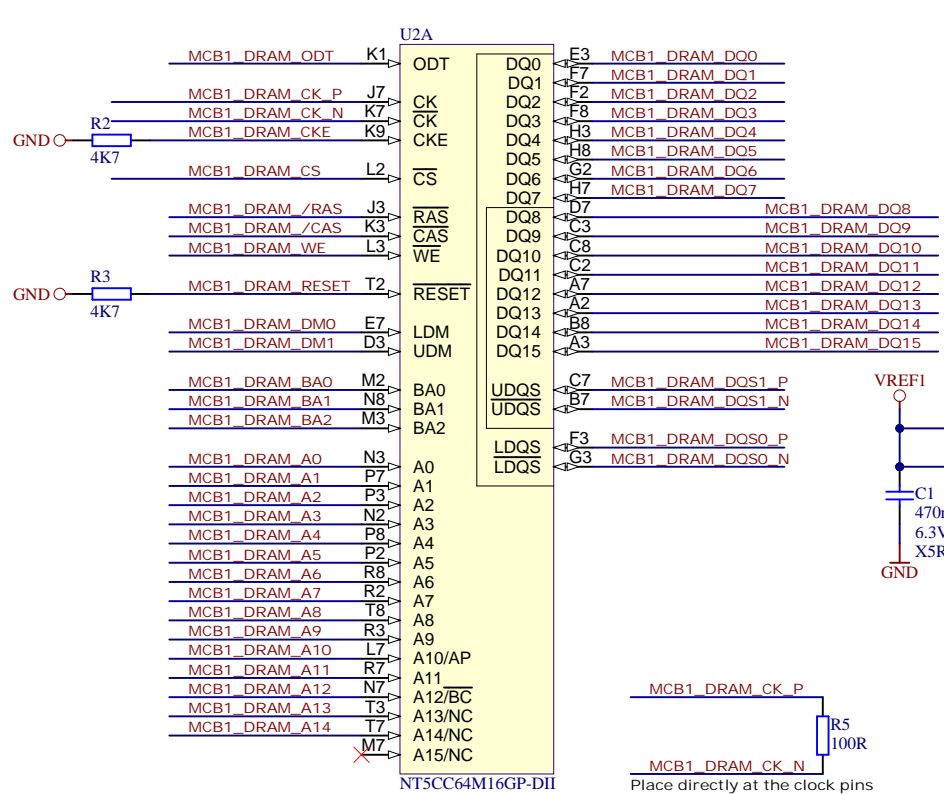 U2A
MCB1_DRAM_ODT K1 ODT
MCB1_DRAM_CK_P J7 CK
MCB1_DRAM_CK_N K7 CK
GND R2 4K7 MCB1_DRAM_CKE K9 CKE
MCB1_DRAM_CS L2 CS
MCB1_DRAM_/RAS J3 RAS
MCB1_DRAM_/CAS K3 CAS
MCB1_DRAM_WE L3 WE
GND R3 4K7 MCB1_DRAM_RESET T2 RESET
MCB1_DRAM_DM0 E7 LDM
MCB1_DRAM_DM1 D3 UDM
MCB1_DRAM_BA0 M2 BA0
MCB1_DRAM_BA1 N8 BA1
MCB1_DRAM_BA2 M3 BA2
MCB1_DRAM_A0 N3 A0
MCB1_DRAM_A1 P7 A1
MCB1_DRAM_A2 P3 A2
MCB1_DRAM_A3 N2 A3
MCB1_DRAM_A4 P8 A4
MCB1_DRAM_A5 P2 A5
MCB1_DRAM_A6 R8 A6
MCB1_DRAM_A7 R2 A7
MCB1_DRAM_A8 T8 A8
MCB1_DRAM_A9 R3 A9
MCB1_DRAM_A10 L7 A10/AP
MCB1_DRAM_A11 R7 A11
MCB1_DRAM_A12 N7 A12/BC
MCB1_DRAM_A13 T3 A13/NC
MCB1_DRAM_A14 T7 A14/NC
M7 A15/NC
DQ0 E3 MCB1_DRAM_DQ0
DQ1 F7 MCB1_DRAM_DQ1
DQ2 F2 MCB1_DRAM_DQ2
DQ3 F8 MCB1_DRAM_DQ3
DQ4 H3 MCB1_DRAM_DQ4
DQ5 H8 MCB1_DRAM_DQ5
DQ6 G2 MCB1_DRAM_DQ6
DQ7 H7 MCB1_DRAM_DQ7
DQ8 D7 MCB1_DRAM_DQ8
DQ9 C3 MCB1_DRAM_DQ9
DQ10 C8 MCB1_DRAM_DQ10
DQ11 C2 MCB1_DRAM_DQ11
DQ12 A7 MCB1_DRAM_DQ12
DQ13 A2 MCB1_DRAM_DQ13
DQ14 B8 MCB1_DRAM_DQ14
DQ15 A3 MCB1_DRAM_DQ15
UDQS C7 MCB1_DRAM_DQS1_P
UDQS B7 MCB1_DRAM_DQS1_N
LDQS F3 MCB1_DRAM_DQS0_P
LDQS G3 MCB1_DRAM_DQS0_N
NT5CC64M16GP-DII
VREF1
C1
470n
6.3V
X5R
GND
MCB1_DRAM_CK_P
R5
100R
MCB1_DRAM_CK_N
Place directly at the clock pins